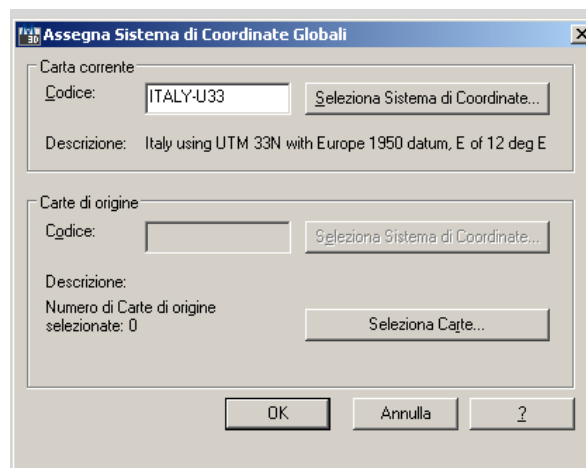 Assegna Sistema di Coordinate Globali
Carta corrente
Codice: ITALY-U33 Seleziona Sistema di Coordinate...
Descrizione: Italy using UTM 33N with Europe 1950 datum, E of 12 deg E
Carte di origine
Codice: Seleziona Sistema di Coordinate...
Descrizione:
Numero di Carte di origine
selezionate: 0
Seleziona Carte...
OK Annulla ?